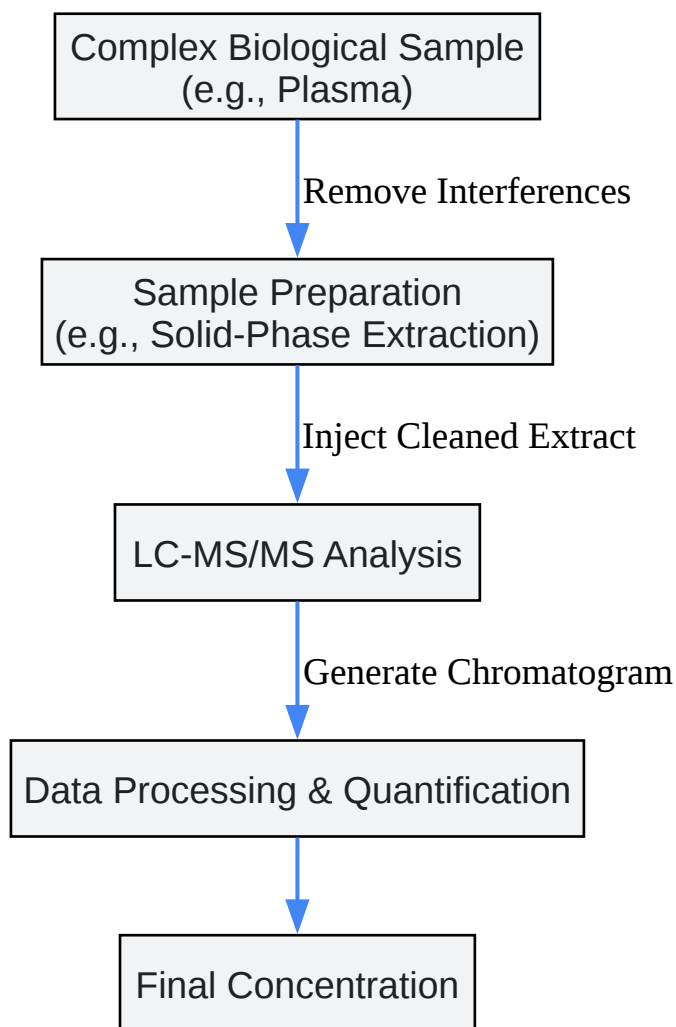 Complex Biological Sample
(e.g., Plasma)
Remove Interferences
Sample Preparation
(e.g., Solid-Phase Extraction)
Inject Cleaned Extract
LC-MS/MS Analysis
Generate Chromatogram
Data Processing & Quantification
Final Concentration